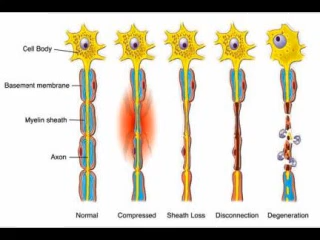 Cell Body
Basement membrane
Myelin sheath
Axon
Normal Compressed Sheath Loss Disconnection Degeneration